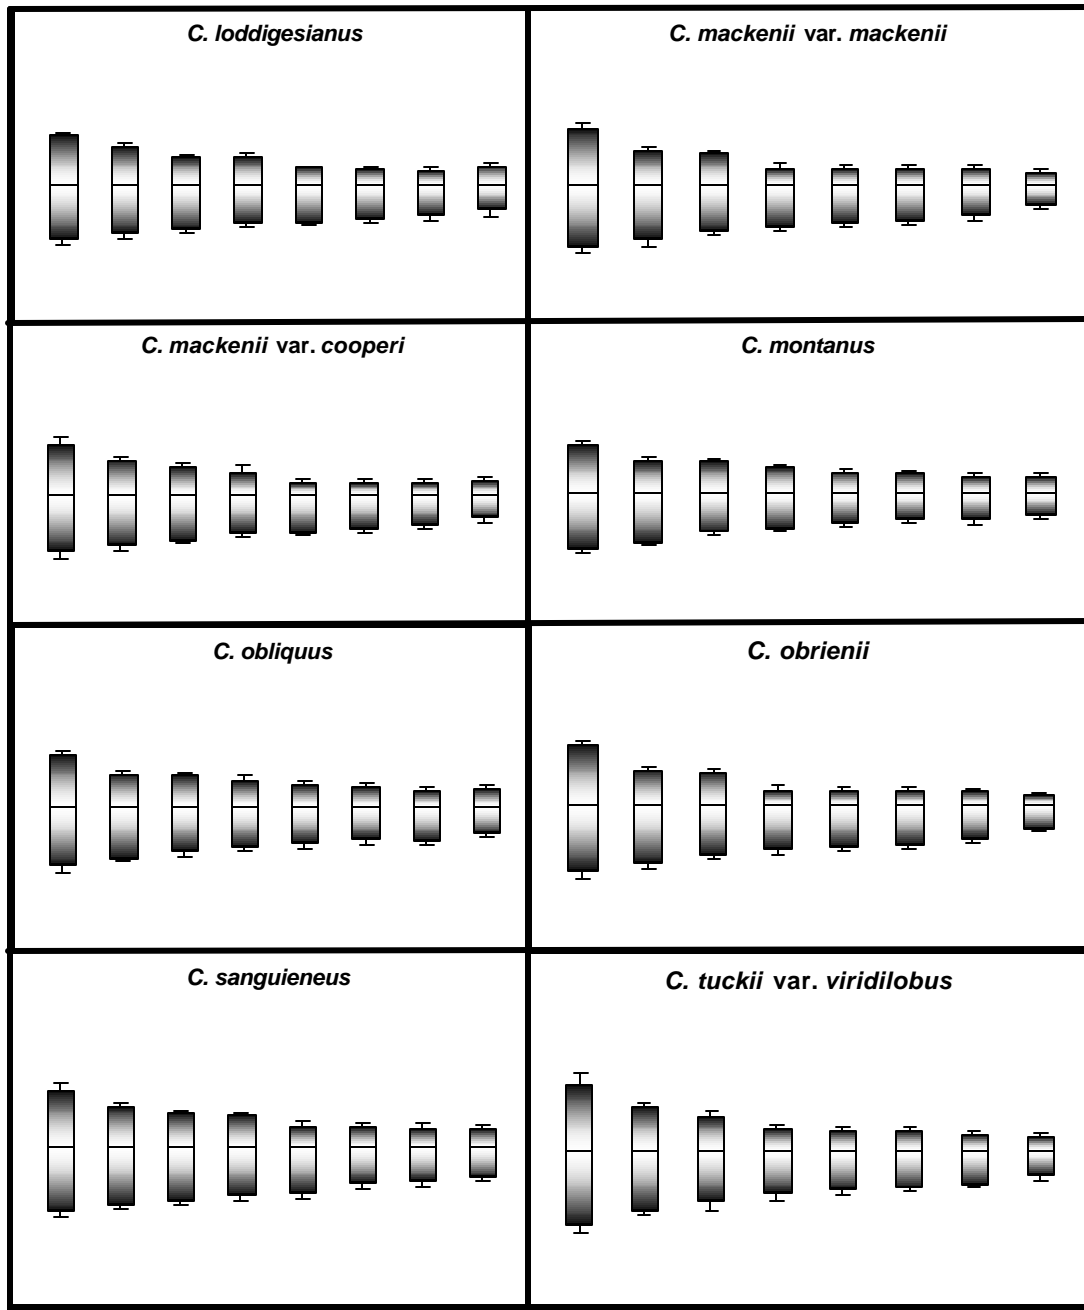 C. loddigesianus
C. mackenii var. mackenii
C. mackenii var. cooperi
C. montanus
C. obliquus
C. obrienii
C. sanguieneus
C. tuckii var. viridilobus